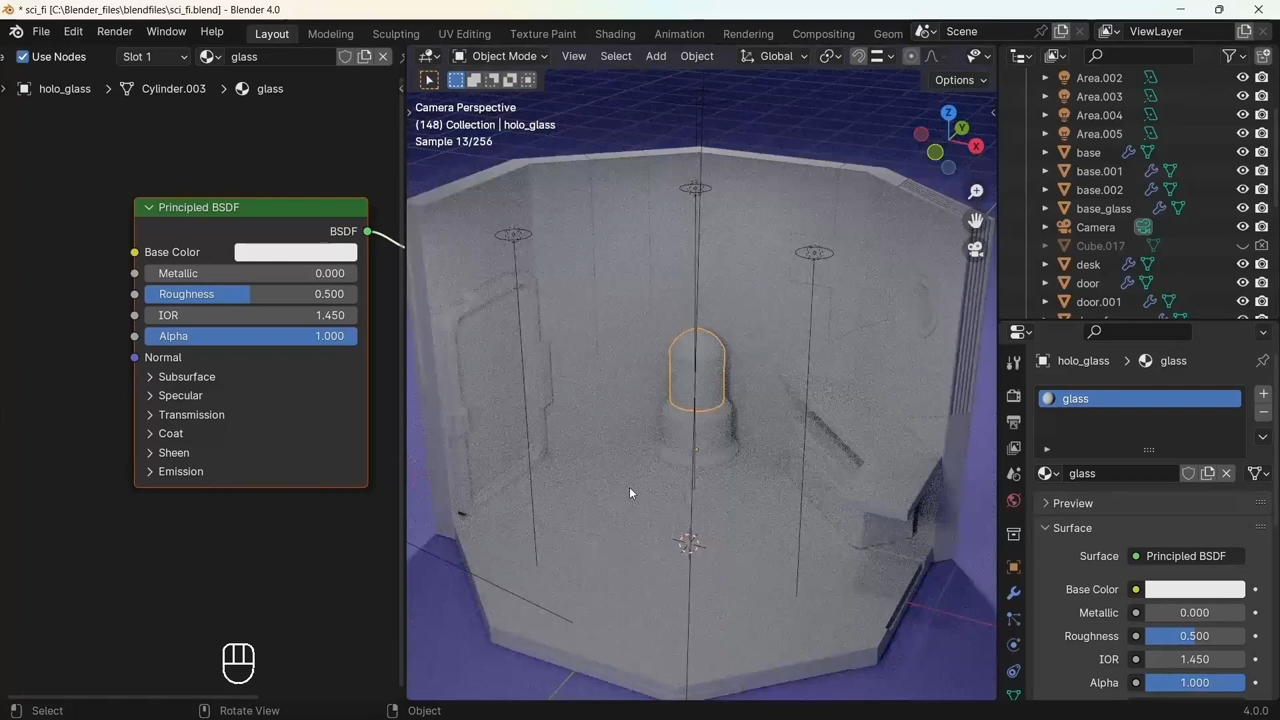 * sci_fi [C:\Blender_files\blendfiles\sci_fi.blend] - Blender 4.0
File Edit Render Window Help
Layout Modeling Sculpting UV Editing Texture Paint Shading Animation Rendering Compositing Geom
Scene
ViewLayer
Use Nodes
Slot 1
glass
Object Mode
View Select Add Object
Global
Options
holo_glass > Cylinder.003 > glass
Camera Perspective
(148) Collection | holo_glass
Sample 13/256
Z
Y
X
Principled BSDF
BSDF
Base Color
Metallic 0.000
Roughness 0.500
IOR 1.450
Alpha 1.000
Normal
Subsurface
Specular
Transmission
Coat
Sheen
Emission
Area.002
Area.003
Area.004
Area.005
base
base.001
base.002
base_glass
Camera
Cube.017
desk
door
door.001
holo_glass > glass
glass
glass
Preview
Surface
Surface Principled BSDF
Base Color
Metallic 0.000
Roughness 0.500
IOR 1.450
Alpha 1.000
Select
Rotate View
Object
4.0.0